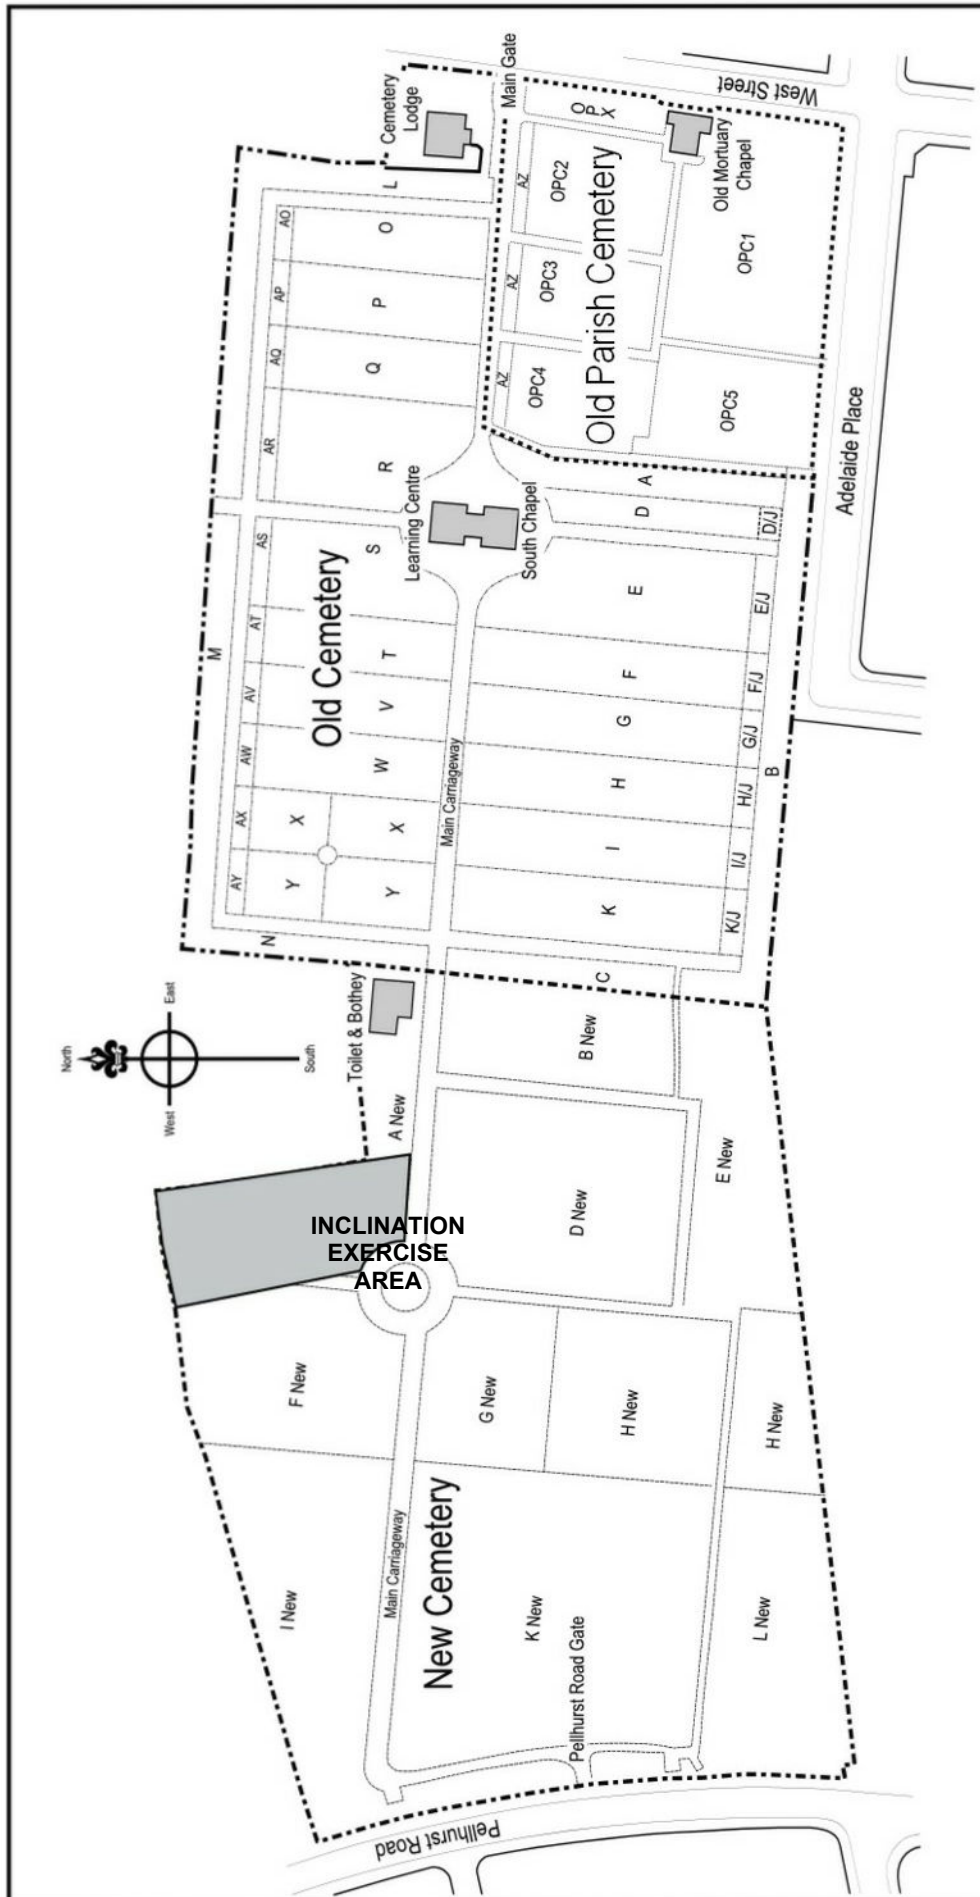 Main Gate
West Street
Cemetery
Lodge
O
P
X
L
Old Mortuary
Chapel
AZ
OPC2
AO
O
OPC1
AZ
OPC3
Old Parish Cemetery
AP
P
AQ
Q
AZ
OPC4
OPC5
Adelaide Place
AR
R
A
Learning Centre
South Chapel
D
D/J
AS
S
Old Cemetery
E
E/J
AT
T
M
F
F/J
AV
V
G
G/J
AW
W
Main Carriageway
H
H/J
B
AX
X
X
I
I/J
AY
Y
Y
K
K/J
N
C
Toilet & Bothey
North
East
South
West
A New
B New
D New
E New
INCLINATION
EXERCISE
AREA
F New
G New
H New
H New
New Cemetery
Main Carriageway
I New
K New
L New
Pellhurst Road Gate
Pellhurst Road